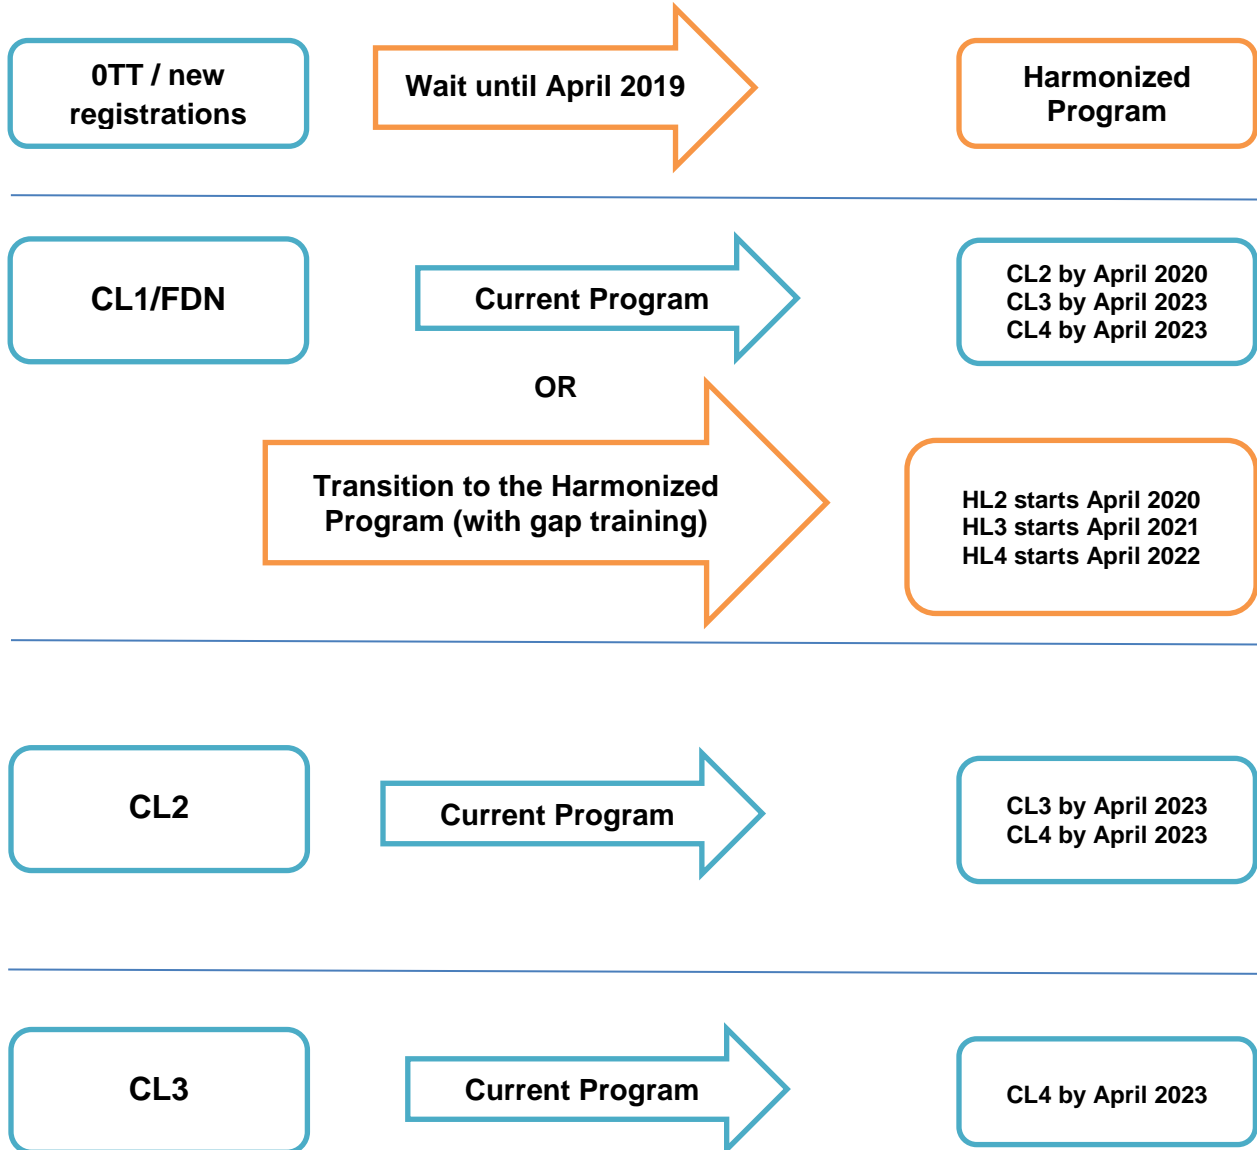 0TT / new
registrations
Wait until April 2019
Harmonized
Program
CL1/FDN
Current Program
CL2 by April 2020
CL3 by April 2023
CL4 by April 2023
OR
Transition to the Harmonized
Program (with gap training)
HL2 starts April 2020
HL3 starts April 2021
HL4 starts April 2022
CL2
Current Program
CL3 by April 2023
CL4 by April 2023
CL3
Current Program
CL4 by April 2023